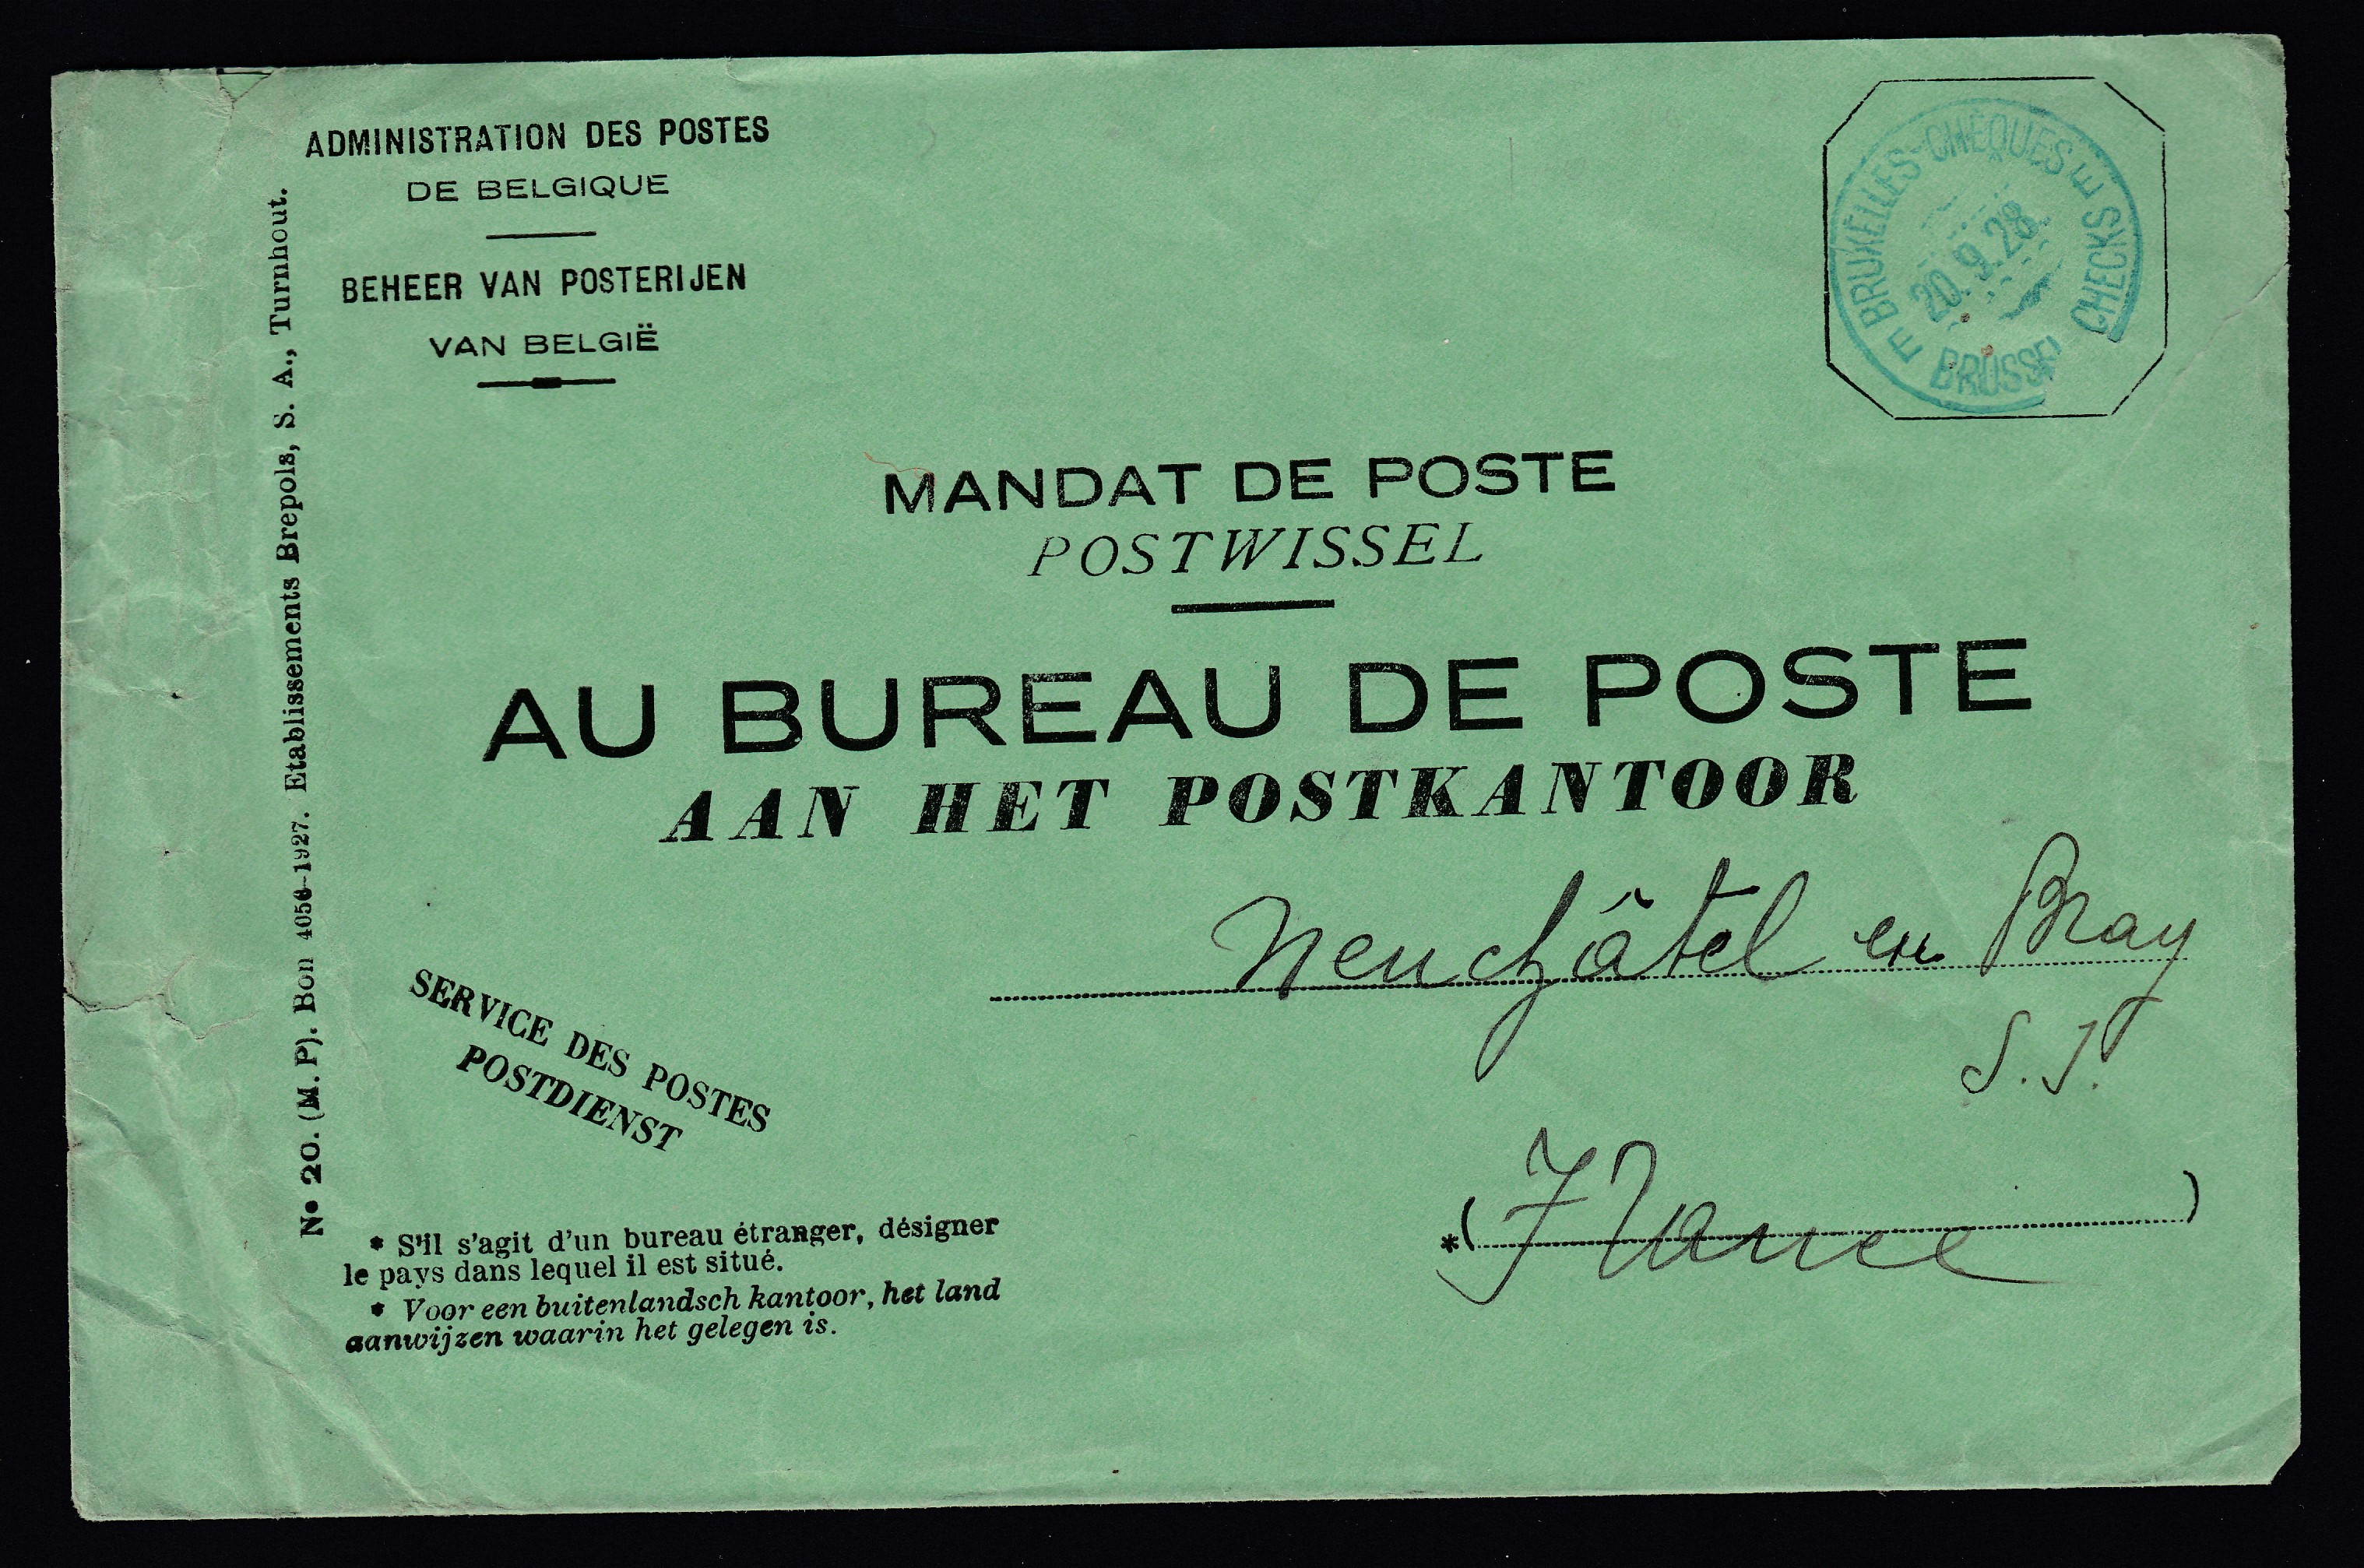 ADMINISTRATION DES POSTES
DE BELGIQUE
BEHEER VAN POSTERIJEN
VAN BELGIË
E BRUXELLES-CHÈQUES E
20.9.28
BRUSSEL CHECKS
MANDAT DE POSTE
POSTWISSEL
AU BUREAU DE POSTE
AAN HET POSTKANTOOR
Neuchâtel en Bray
S. I.
SERVICE DES POSTES
POSTDIENST
*(France)
* S'il s'agit d'un bureau étranger, désigner
le pays dans lequel il est situé.
* Voor een buitenlandsch kantoor, het land
aanwijzen waarin het gelegen is.
No 20. (M. P). Bon 4056-1927. Etablissements Brepols, S. A., Turnhout.